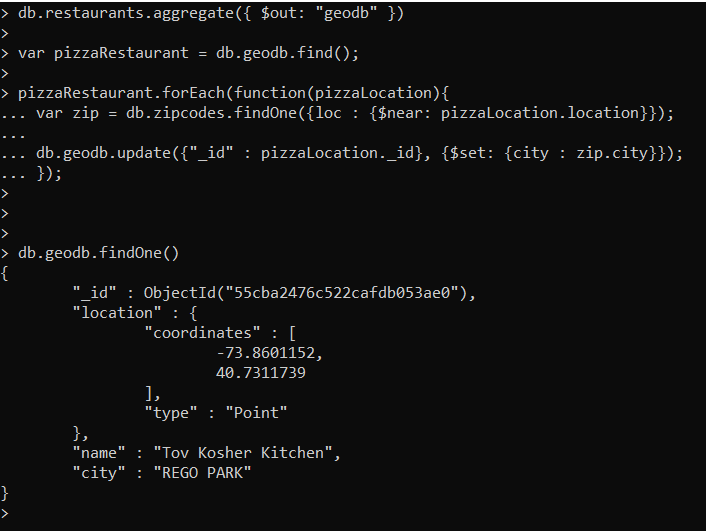 > db.restaurants.aggregate({ $out: "geodb" })
>
> var pizzaRestaurant = db.geodb.find();
>
> pizzaRestaurant.forEach(function(pizzaLocation){
... var zip = db.zipcodes.findOne({loc : {$near: pizzaLocation.location}});
...
... db.geodb.update({"_id" : pizzaLocation._id}, {$set: {city : zip.city}});
... });
>
>
>
> db.geodb.findOne()
{
        "_id" : ObjectId("55cba2476c522cafdb053ae0"),
        "location" : {
                "coordinates" : [
                        -73.8601152,
                        40.7311739
                ],
                "type" : "Point"
        },
        "name" : "Tov Kosher Kitchen",
        "city" : "REGO PARK"
}
>